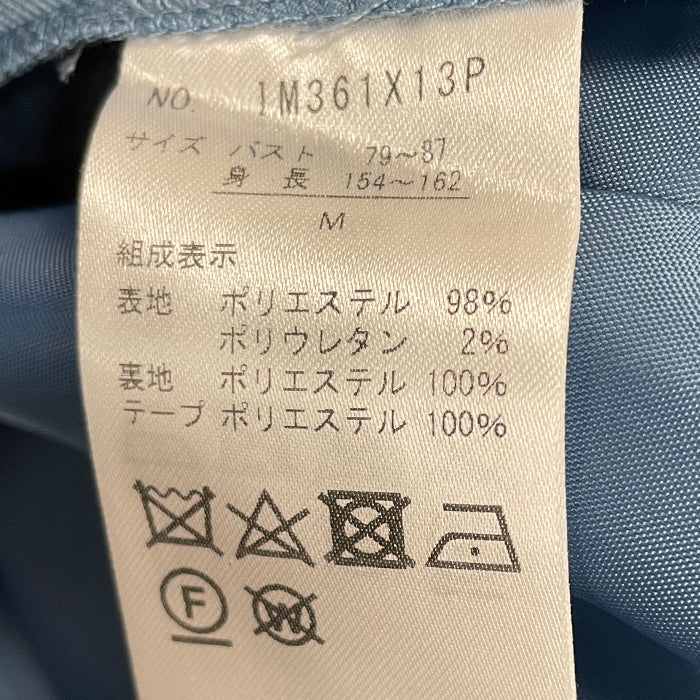 NO. IM361X13P
サイズ バスト 79～87
身長 154～162
M
組成表示
表地 ポリエステル 98%
ポリウレタン 2%
裏地 ポリエステル 100%
テープ ポリエステル 100%
F W